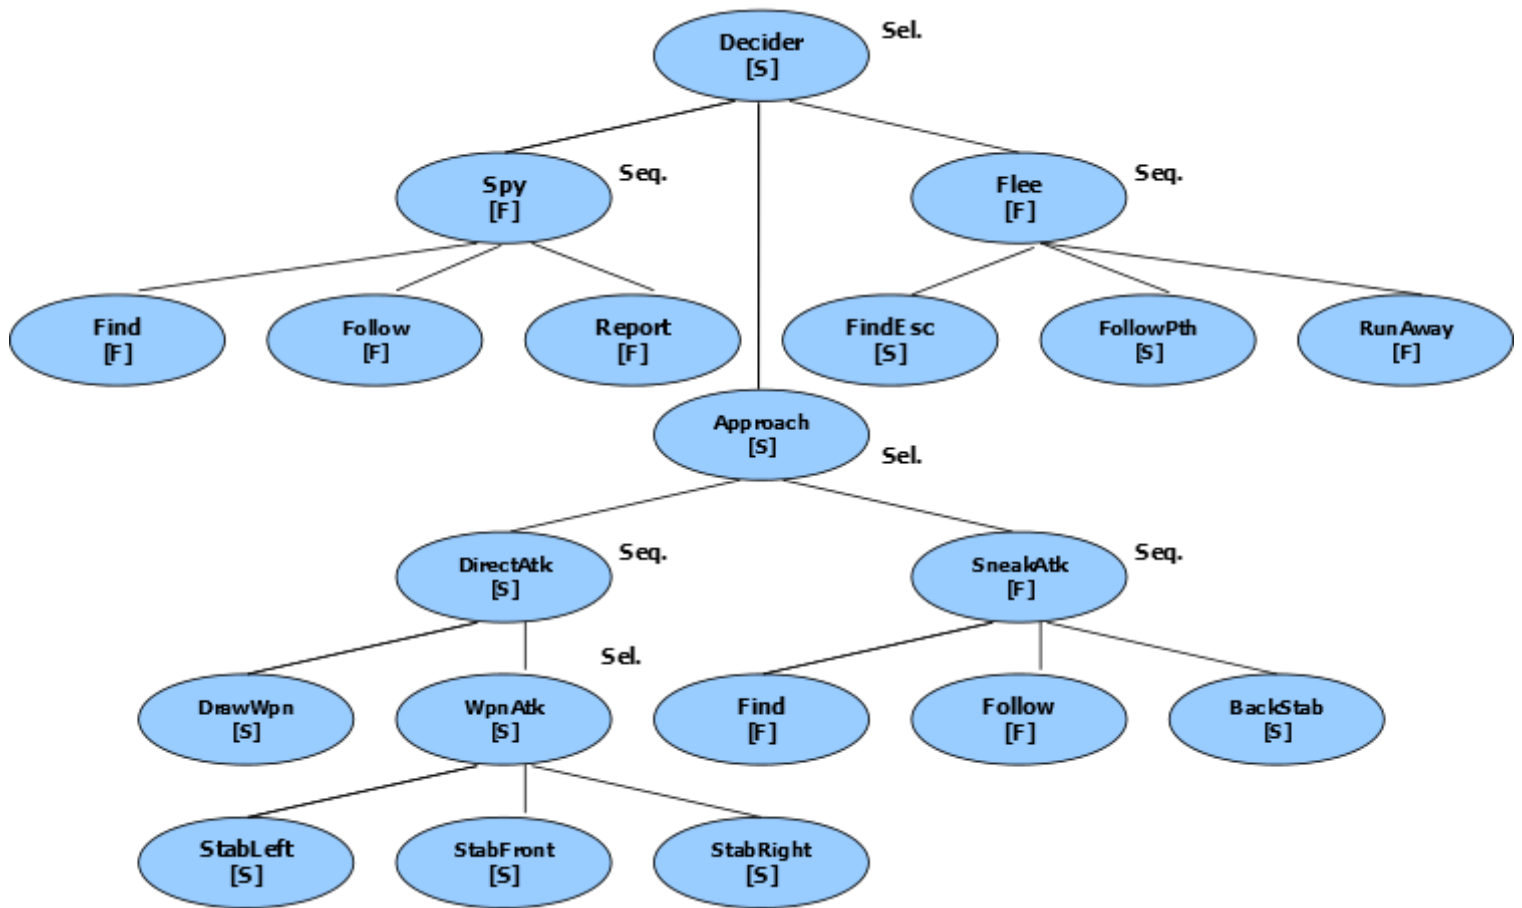 Decider
[S]
Sel.
Spy
[F]
Seq.
Flee
[F]
Seq.
Find
[F]
Follow
[F]
Report
[F]
FindEsc
[S]
FollowPth
[S]
RunAway
[F]
Approach
[S]
Sel.
DirectAtk
[S]
Seq.
SneakAtk
[F]
Seq.
Sel.
DrawWpn
[S]
WpnAtk
[S]
Find
[F]
Follow
[F]
BackStab
[S]
StabLeft
[S]
StabFront
[S]
StabRight
[S]